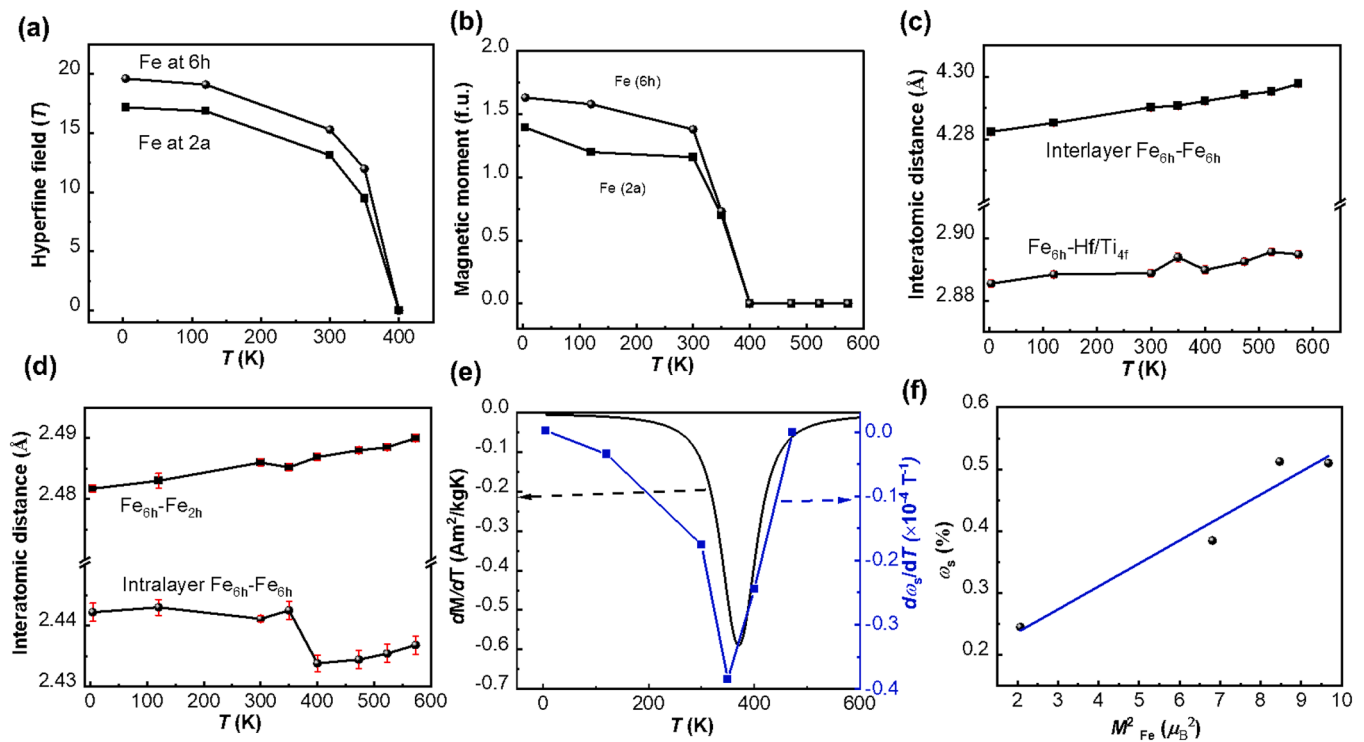 (a)
Hyperfine field (T)
20
15
10
5
0
Fe at 6h
Fe at 2a
0 100 200 300 400
T (K)
(b)
Magnetic moment (f.u.)
2.0
1.5
1.0
0.5
0.0
Fe (6h)
Fe (2a)
0 100 200 300 400 500 600
T (K)
(c)
Interatomic distance (Å)
4.30
4.28
2.90
2.88
Interlayer Fe6h-Fe6h
Fe6h-Hf/Ti4f
0 100 200 300 400 500 600
T (K)
(d)
Interatomic distance (Å)
2.49
2.48
2.44
2.43
Fe6h-Fe2h
Intralayer Fe6h-Fe6h
0 100 200 300 400 500 600
T (K)
(e)
dM/dT (Am²/kgK)
0.0
-0.1
-0.2
-0.3
-0.4
-0.5
-0.6
-0.7
0 200 400 600
T (K)
0.0
-0.1
-0.2
-0.3
-0.4
dωs/dT (×10⁻⁴ T⁻¹)
(f)
ωs (%)
0.6
0.5
0.4
0.3
0.2
0.1
0.0
2 3 4 5 6 7 8 9 10
M²Fe (μB²)